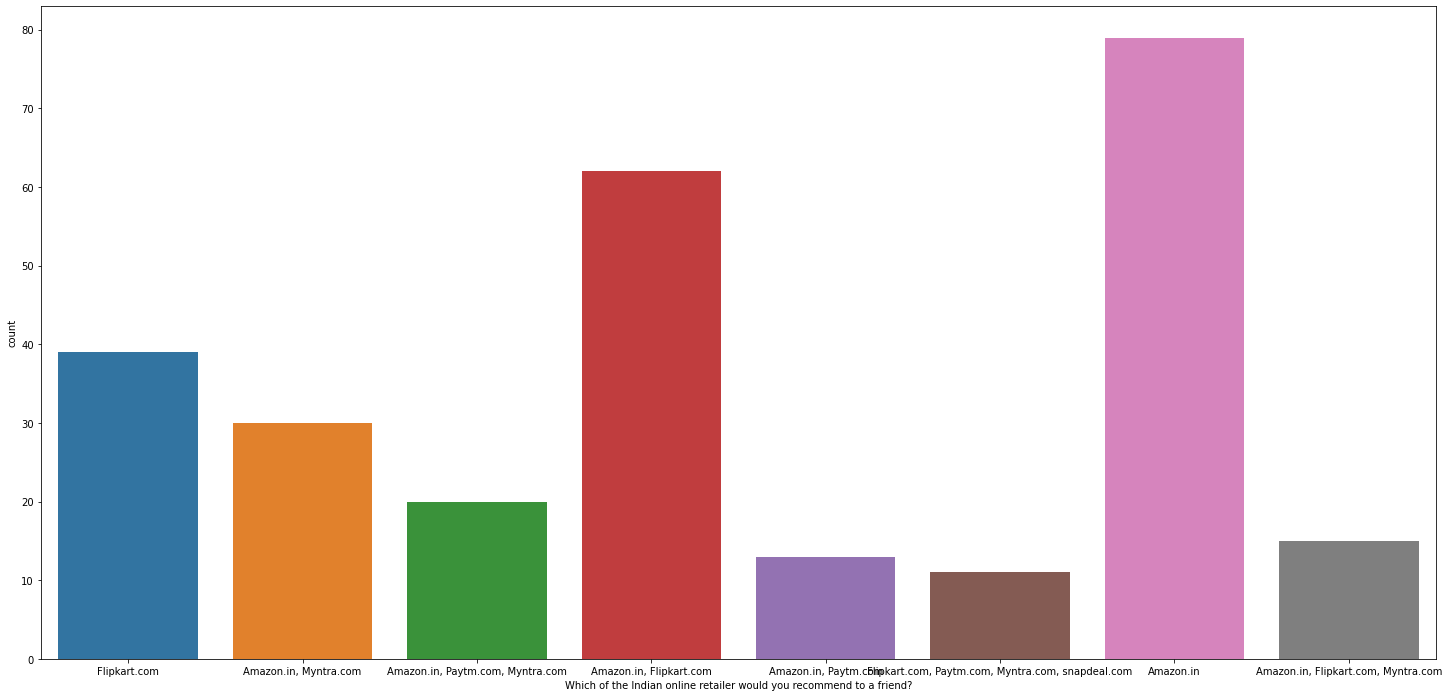 80
70
60
50
40
30
20
10
0
count
Flipkart.com
Amazon.in, Myntra.com
Amazon.in, Paytm.com, Myntra.com
Amazon.in, Flipkart.com
Amazon.in, Paytm.com
Flipkart.com, Paytm.com, Myntra.com, snapdeal.com
Amazon.in
Amazon.in, Flipkart.com, Myntra.com
Which of the Indian online retailer would you recommend to a friend?